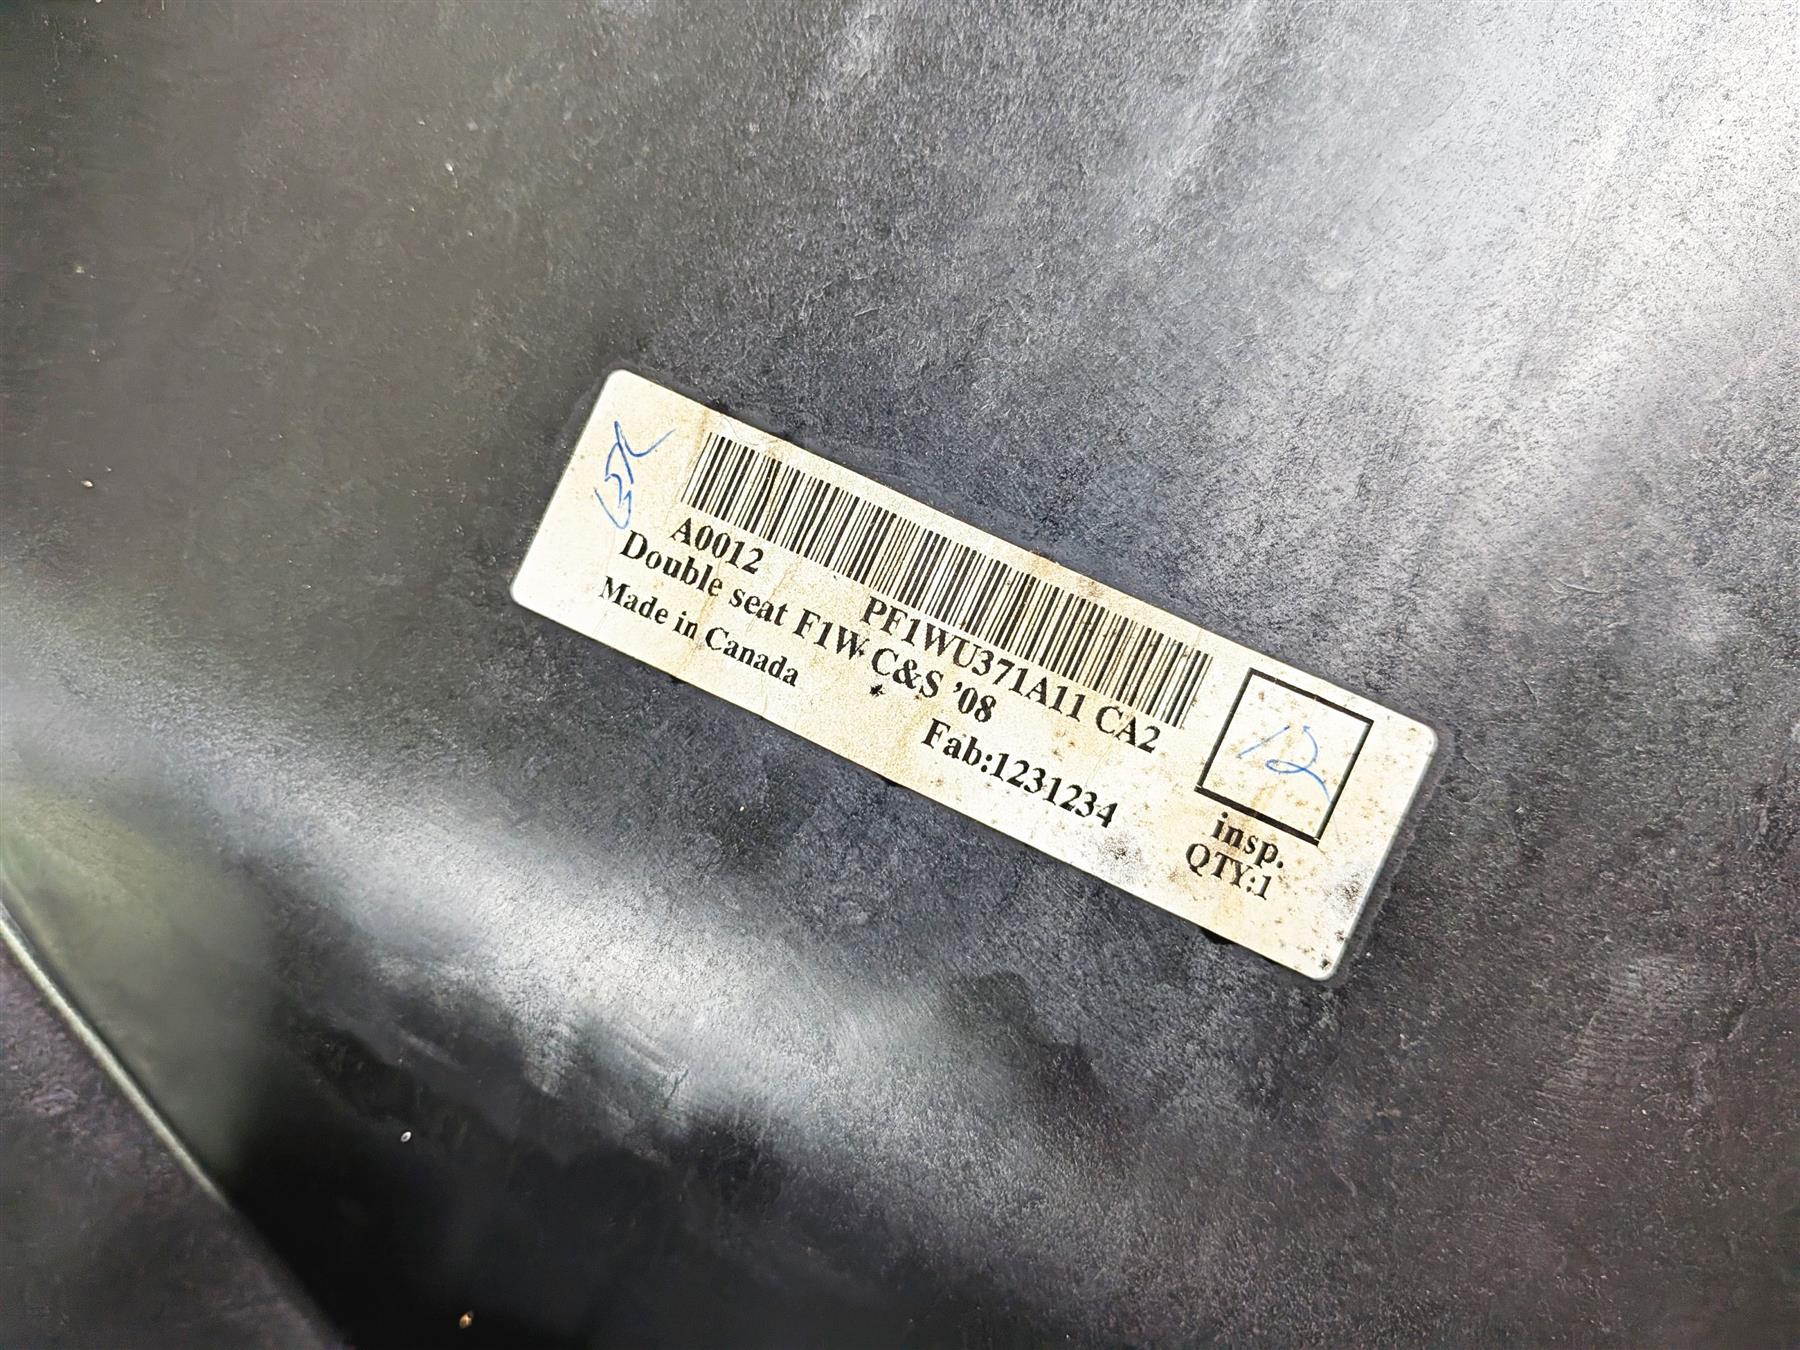 A0012 PF1WU371A11 CA2
Double seat F1W C&S '08
Made in Canada Fab:1231234
12
insp.
QTY:1